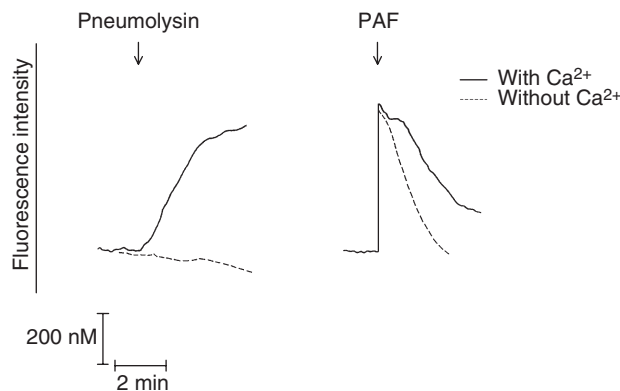 Pneumolysin
PAF
With Ca²⁺
Without Ca²⁺
Fluorescence intensity
200 nM
2 min